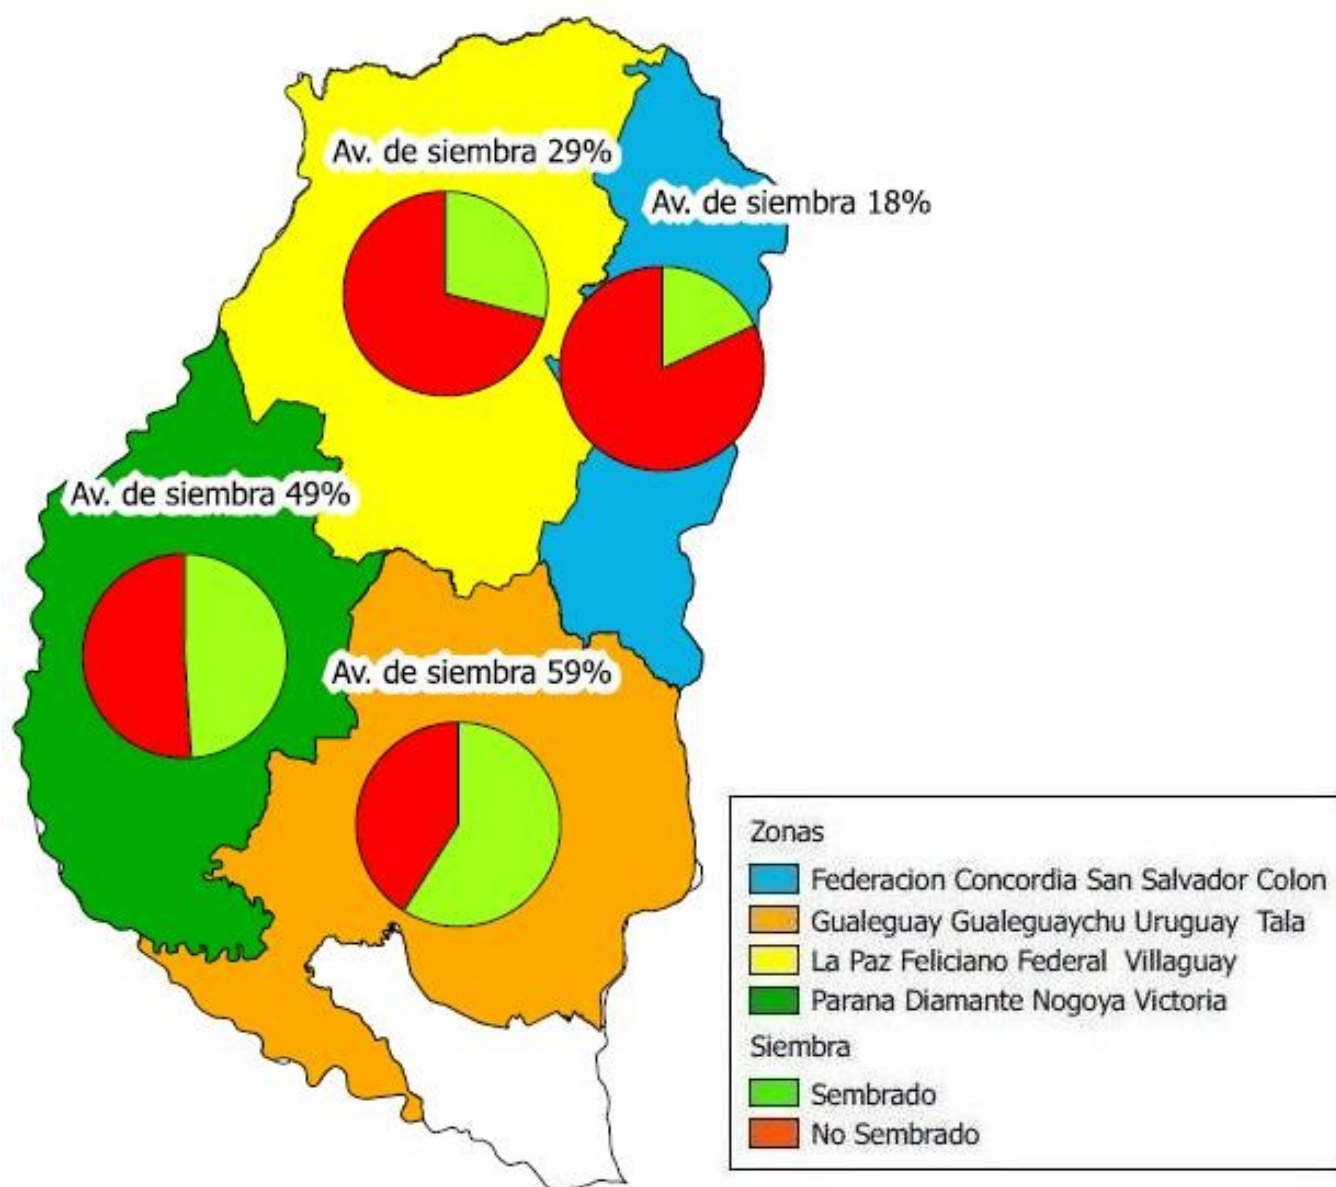 Av. de siembra 29%
Av. de siembra 18%
Av. de siembra 49%
Av. de siembra 59%
Zonas
Federacion Concordia San Salvador Colon
Gualeguay Gualeguaychu Uruguay Tala
La Paz Feliciano Federal Villaguay
Parana Diamante Nogoya Victoria
Siembra
Sembrado
No Sembrado